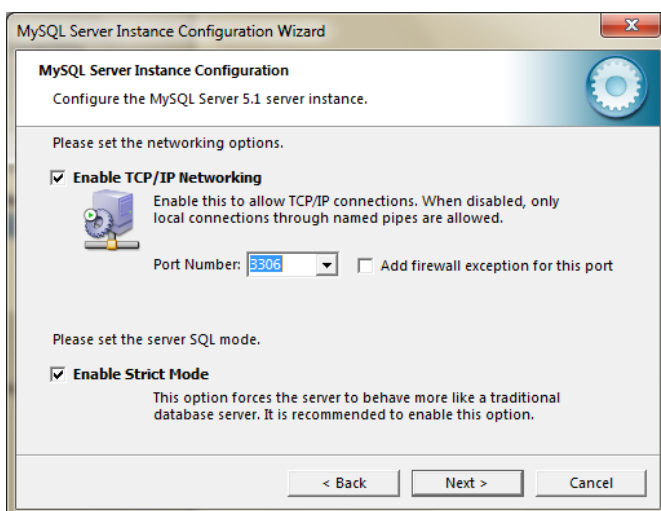 MySQL Server Instance Configuration Wizard
MySQL Server Instance Configuration
Configure the MySQL Server 5.1 server instance.
Please set the networking options.
Enable TCP/IP Networking
Enable this to allow TCP/IP connections. When disabled, only
local connections through named pipes are allowed.
Port Number: 3306 Add firewall exception for this port
Please set the server SQL mode.
Enable Strict Mode
This option forces the server to behave more like a traditional
database server. It is recommended to enable this option.
< Back Next > Cancel